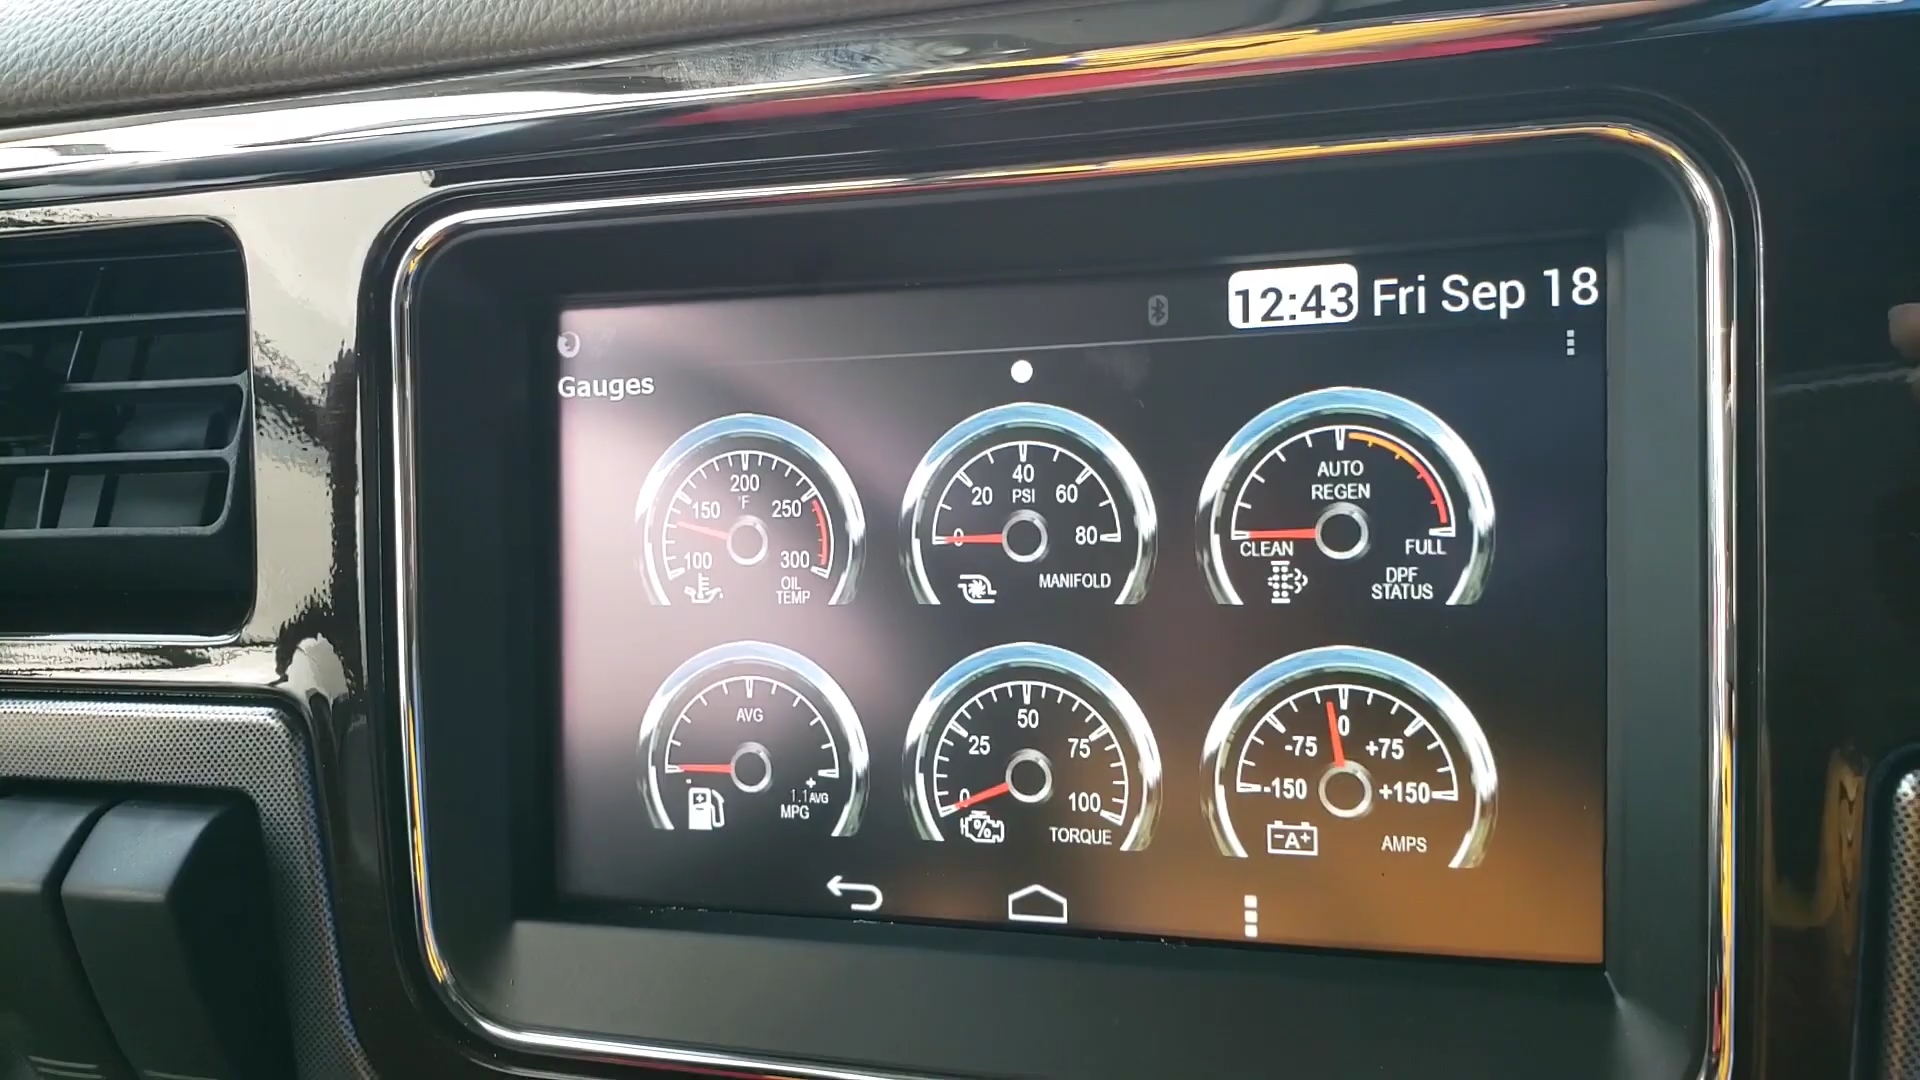 12:43 Fri Sep 18
Gauges
200
°F
150 250
100 300
OIL
TEMP
40
PSI
20 60
0 80
MANIFOLD
AUTO
REGEN
CLEAN FULL
DPF
STATUS
AVG
+
1.1 AVG
MPG
50
25 75
0 100
%
TORQUE
0
-75 +75
-150 +150
-A+
AMPS